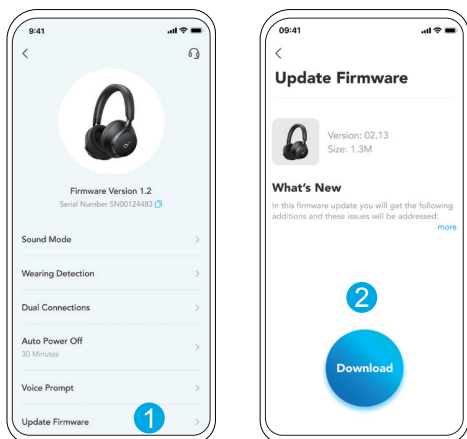 9:41
Firmware Version 1.2
Serial Number SN00124483
Sound Mode
Wearing Detection
Dual Connections
Auto Power Off
30 Minutes
Voice Prompt
Update Firmware
1
09:41
Update Firmware
Version: 02.13
Size: 1.3M
What's New
In this firmware update you will get the following
additions and these issues will be addressed:
more
2
Download